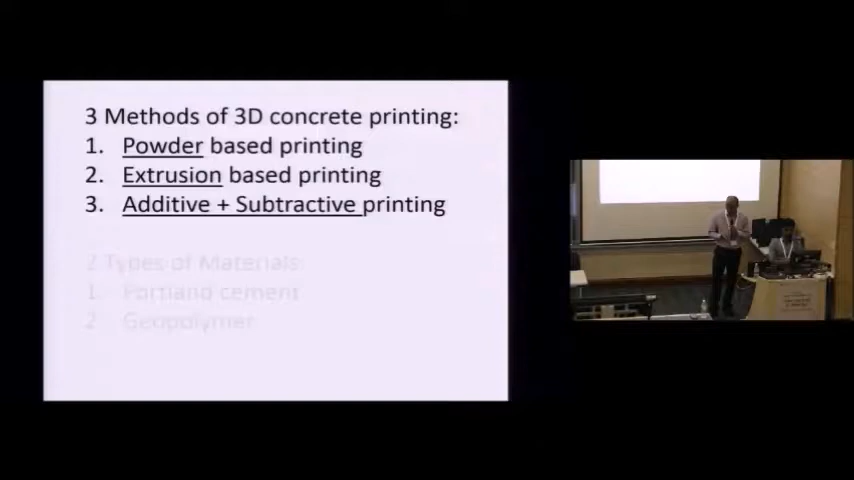 3 Methods of 3D concrete printing:
1. Powder based printing
2. Extrusion based printing
3. Additive + Subtractive printing
2 Types of Materials
1. Portland cement
2. Geopolymer